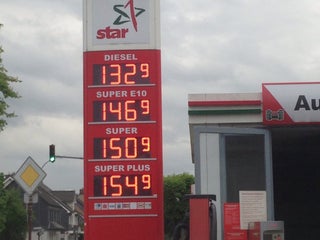 star
DIESEL
132⁹
SUPER E10
146⁹
SUPER
150⁹
SUPER PLUS
154⁹
Au